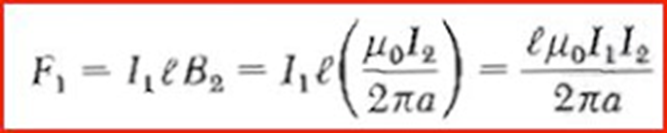 F₁ = I₁ℓB₂ = I₁ℓ(μ₀I₂/2πa) = ℓμ₀I₁I₂/2πa